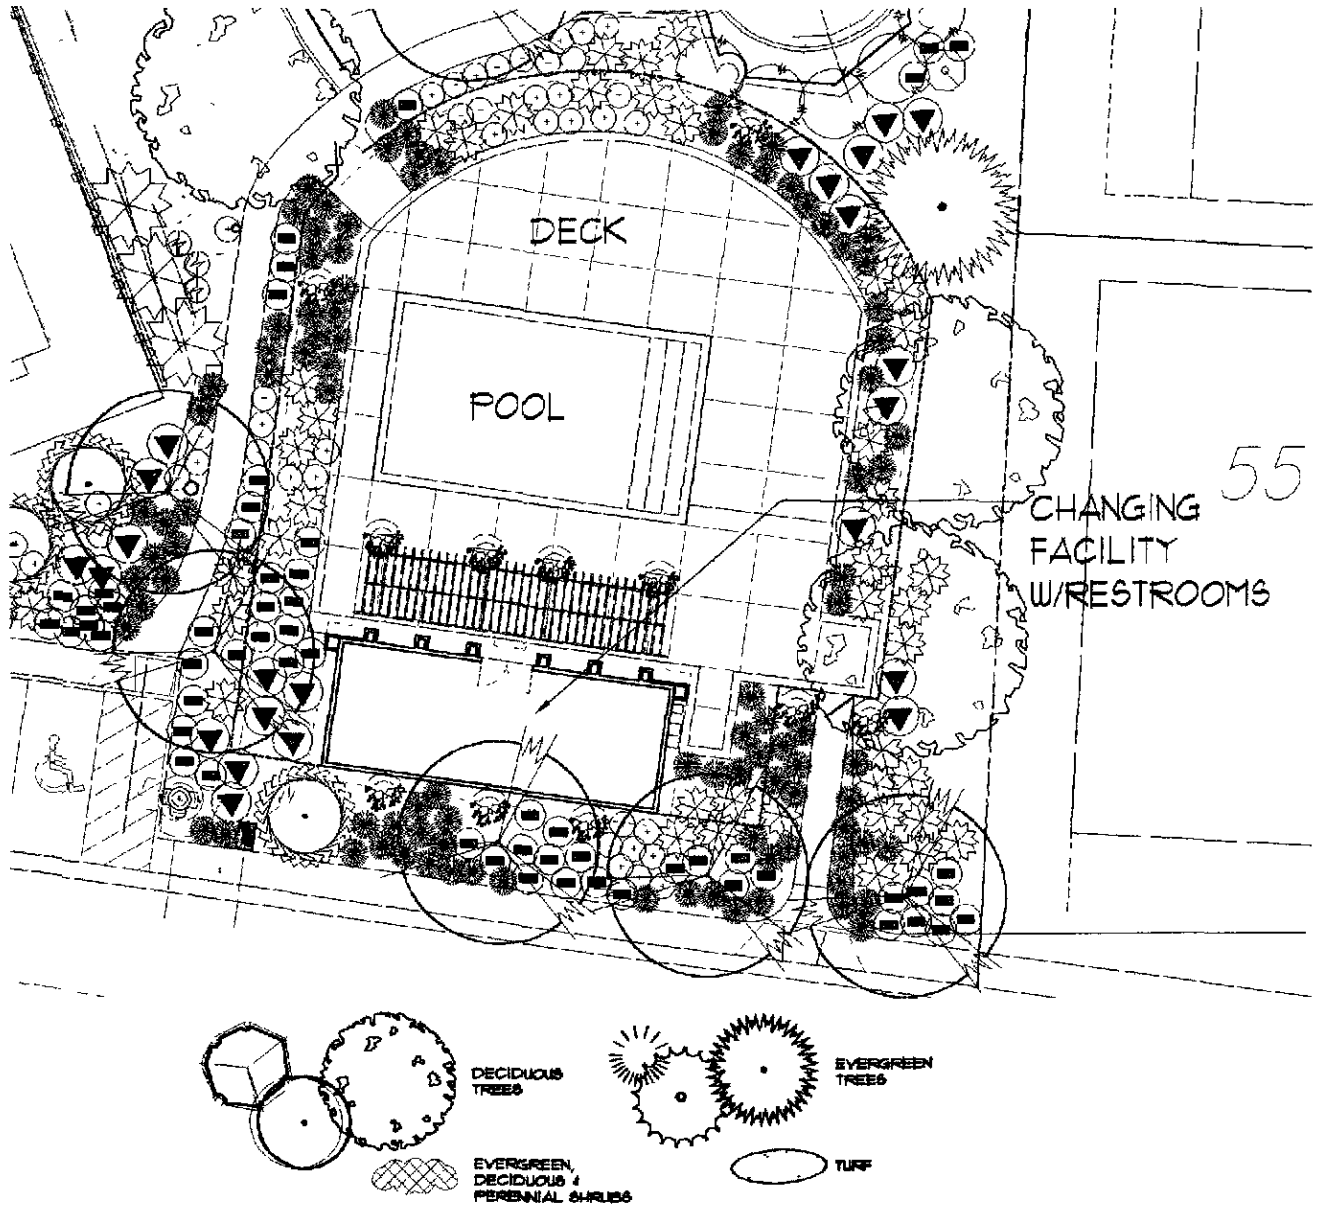 DECK
POOL
55
CHANGING
FACILITY
W/RESTROOMS
DECIDUOUS
TREES
EVERGREEN
TREES
EVERGREEN,
DECIDUOUS &
PERENNIAL SHRUBS
TURF